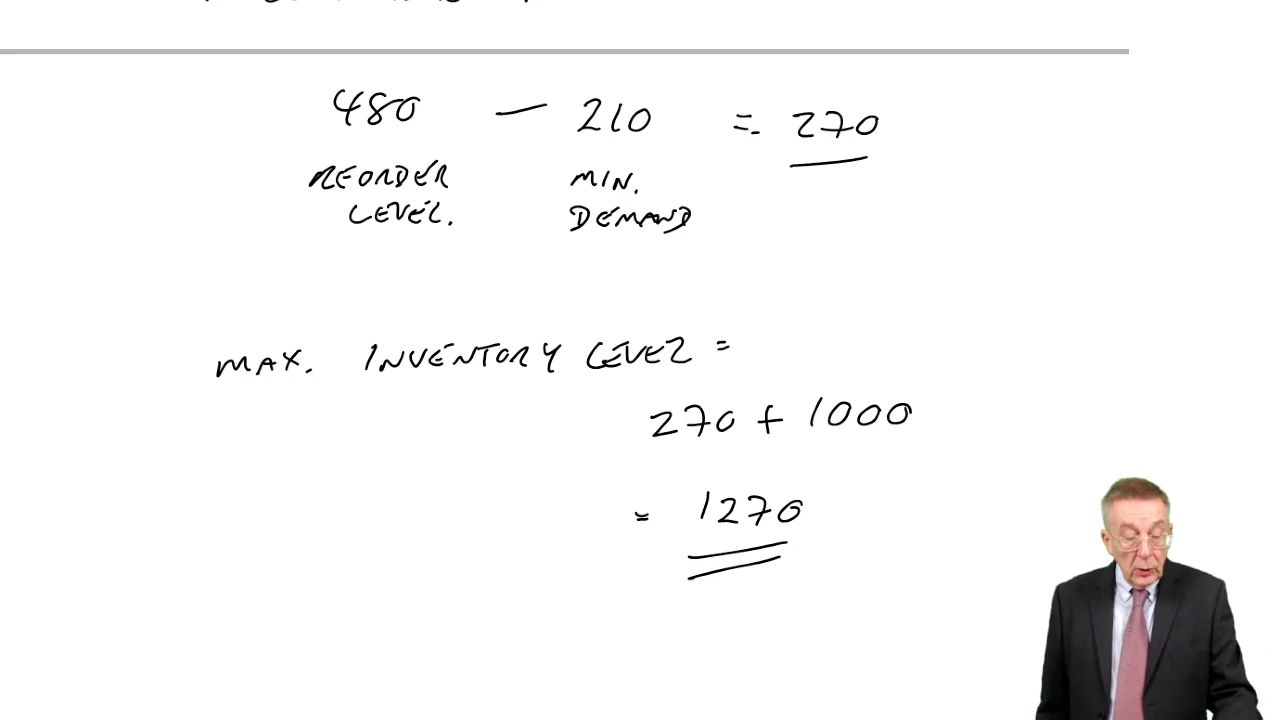 480 — 210 = 270
REORDER MIN.
LEVEL. DEMAND
MAX. INVENTORY LEVEL =
270 + 1000
= 1270